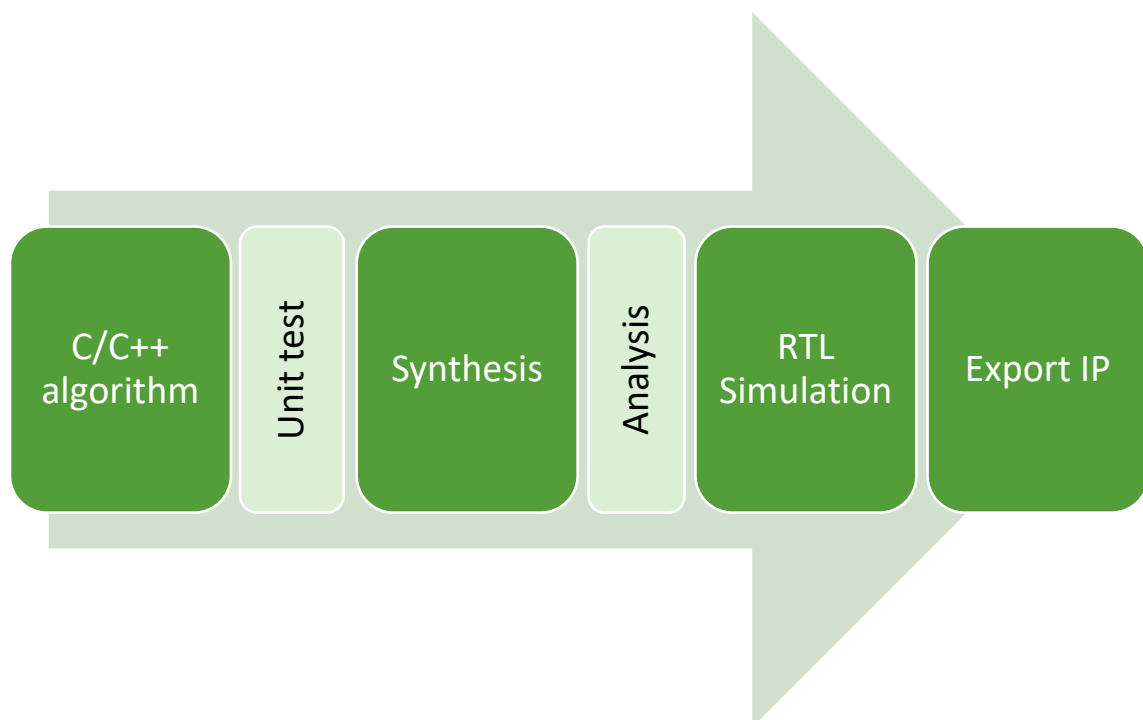 C/C++
algorithm
Unit test
Synthesis
Analysis
RTL
Simulation
Export IP